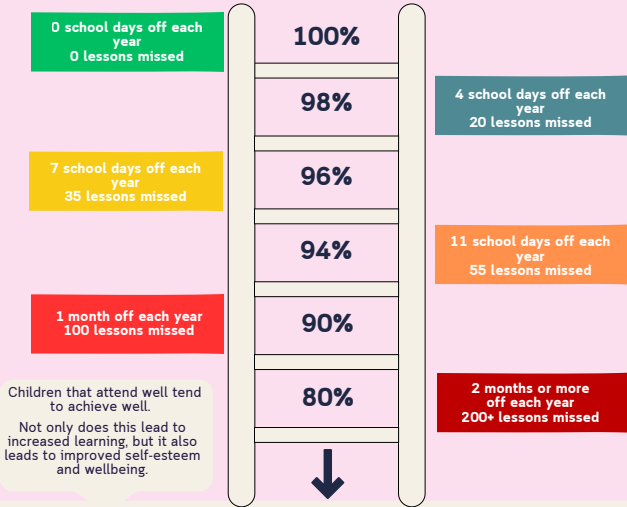 0 school days off each
year
0 lessons missed
100%
98%
4 school days off each
year
20 lessons missed
7 school days off each
year
35 lessons missed
96%
94%
11 school days off each
year
55 lessons missed
1 month off each year
100 lessons missed
90%
80%
2 months or more
off each year
200+ lessons missed
Children that attend well tend
to achieve well.
Not only does this lead to
increased learning, but it also
leads to improved self-esteem
and wellbeing.